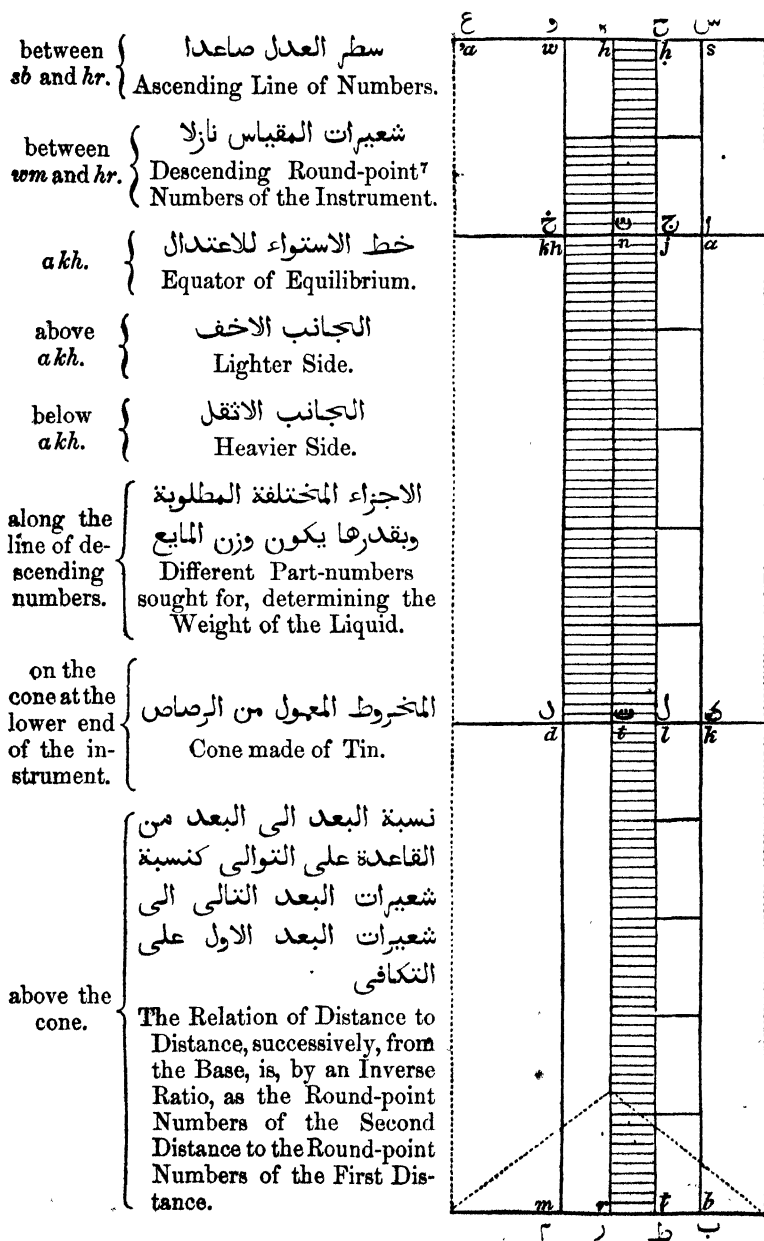 between
sb and hr.
سطر العدل صاعدا
Ascending Line of Numbers.
between
wm and hr.
شعيرات المقياس نازلا
Descending Round-point⁷
Numbers of the Instrument.
akh.
خط الاستواء للاعتدال
Equator of Equilibrium.
above
akh.
الجانب الاخف
Lighter Side.
below
akh.
الجانب الاثقل
Heavier Side.
along the
line of de-
scending
numbers.
الاجزاء المختلفة المطلوبة
وبقدرها يكون وزن المايع
Different Part-numbers
sought for, determining the
Weight of the Liquid.
on the
cone at the
lower end
of the in-
strument.
المخروط المعمول من الرصاص
Cone made of Tin.
above the
cone.
نسبة البعد الى البعد من
القاعدة على التوالى كنسبة
شعيرات البعد التالى الى
شعيرات البعد الاول على
التكافى
The Relation of Distance to
Distance, successively, from
the Base, is, by an Inverse
Ratio, as the Round-point
Numbers of the Second
Distance to the Round-point
Numbers of the First Dis-
tance.
ع و ح س
'a w h ḥ s
خ ن ج ا
kh n j a
ل
d t l k
m r ṭ b
م ر ط ب